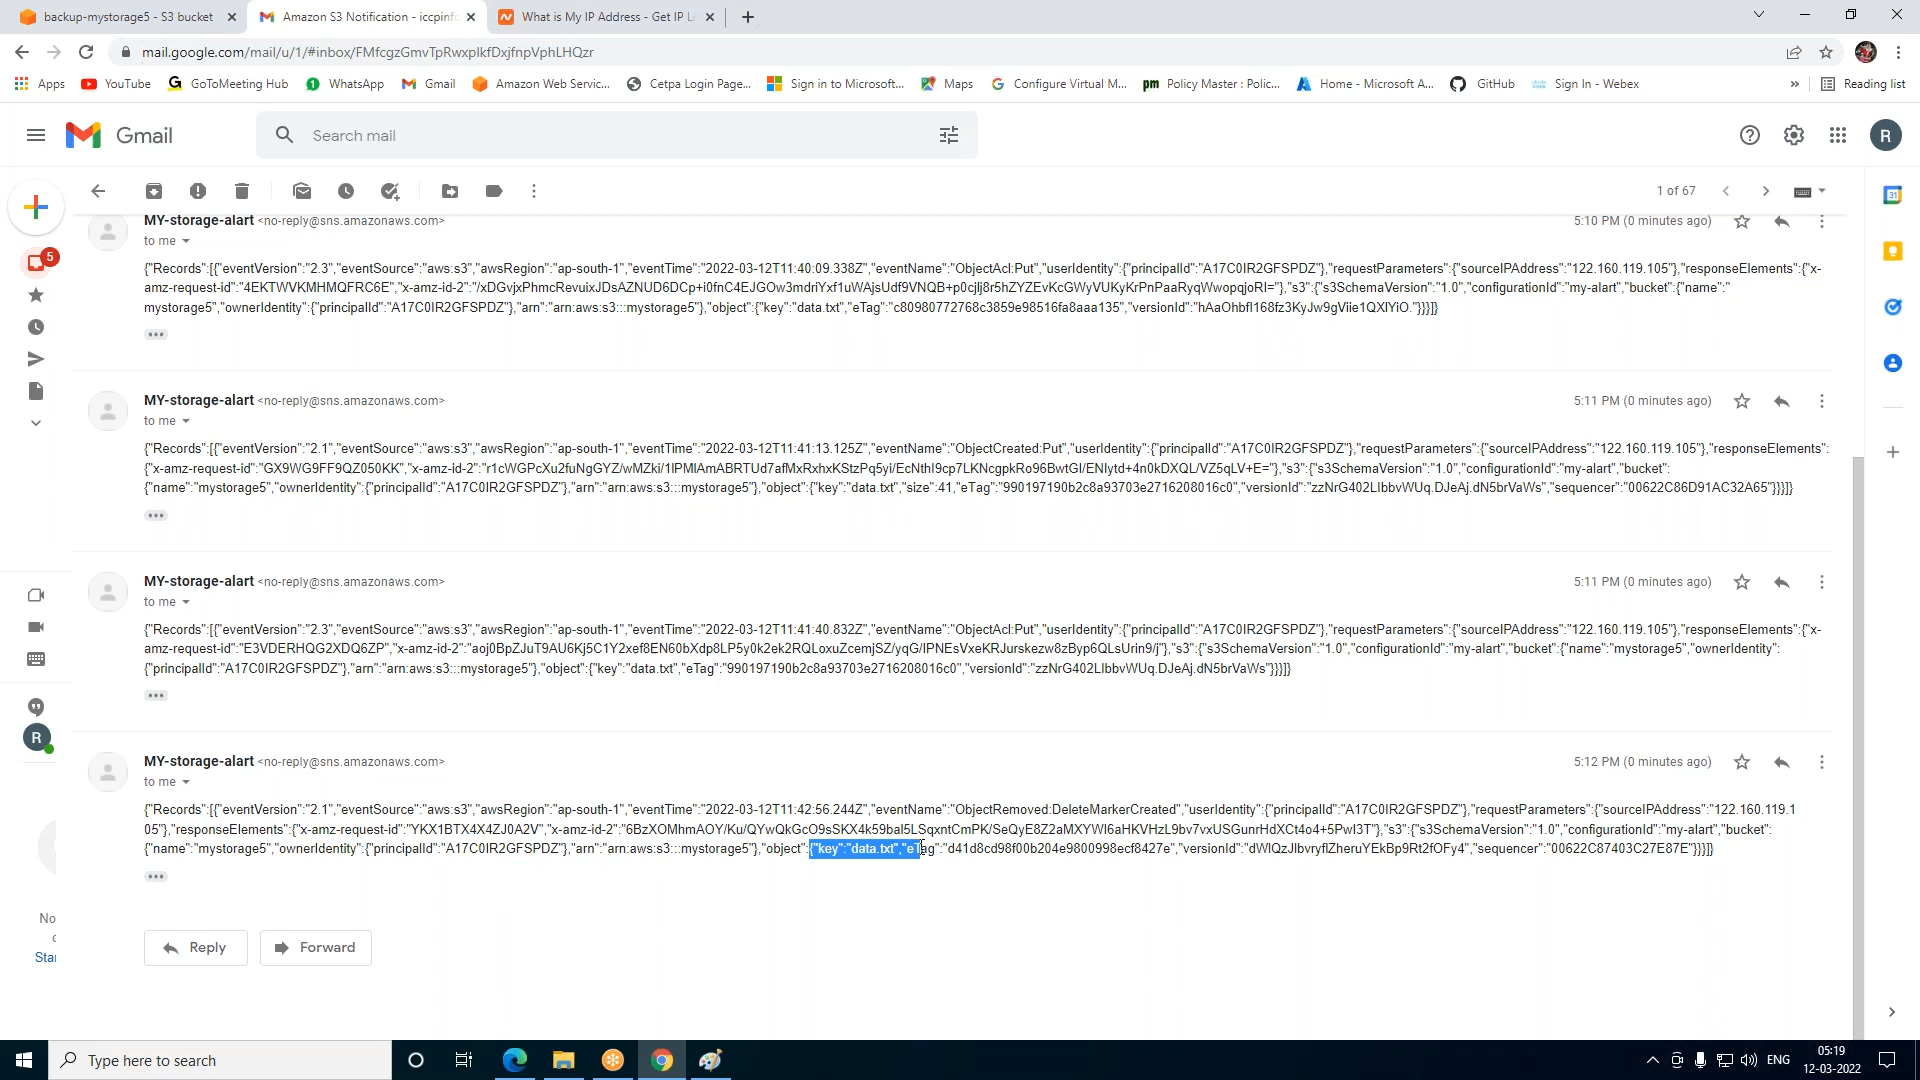 backup-mystorage5 - S3 bucket
Amazon S3 Notification - iccpinfo
What is My IP Address - Get IP L
mail.google.com/mail/u/1/#inbox/FMfcgzGmvTpRwxplkfDxjfnpVphLHQzr
Apps YouTube GoToMeeting Hub WhatsApp Gmail Amazon Web Servic... Cetpa Login Page... Sign in to Microsoft... Maps Configure Virtual M... pm Policy Master : Polic... Home - Microsoft A... GitHub Sign In - Webex » Reading list
Gmail
Search mail
R
1 of 67
MY-storage-alart <no-reply@sns.amazonaws.com>
5:10 PM (0 minutes ago)
to me
{"Records":[{"eventVersion":"2.3","eventSource":"aws:s3","awsRegion":"ap-south-1","eventTime":"2022-03-12T11:40:09.338Z","eventName":"ObjectAcl:Put","userIdentity":{"principalId":"A17C0IR2GFSPDZ"},"requestParameters":{"sourceIPAddress":"122.160.119.105"},"responseElements":{"x-
amz-request-id":"4EKTWVKMHMQFRC6E","x-amz-id-2":"/xDGvjxPhmcRevuixJDsAZNUD6DCp+i0fnC4EJGOw3mdriYxf1uWAjsUdf9VNQB+p0cjlj8r5hZYZEvKcGWyVUKyKrPnPaaRyqWwopqjoRI="},"s3":{"s3SchemaVersion":"1.0","configurationId":"my-alart","bucket":{"name":"
mystorage5","ownerIdentity":{"principalId":"A17C0IR2GFSPDZ"},"arn":"arn:aws:s3:::mystorage5"},"object":{"key":"data.txt","eTag":"c80980772768c3859e98516fa8aaa135","versionId":"hAaOhbfI168fz3KyJw9gViie1QXIYiO."}}}]}
MY-storage-alart <no-reply@sns.amazonaws.com>
5:11 PM (0 minutes ago)
to me
{"Records":[{"eventVersion":"2.1","eventSource":"aws:s3","awsRegion":"ap-south-1","eventTime":"2022-03-12T11:41:13.125Z","eventName":"ObjectCreated:Put","userIdentity":{"principalId":"A17C0IR2GFSPDZ"},"requestParameters":{"sourceIPAddress":"122.160.119.105"},"responseElements":
{"x-amz-request-id":"GX9WG9FF9QZ050KK","x-amz-id-2":"r1cWGPcXu2fuNgGYZ/wMZki/1lPMlAmABRTUd7afMxRxhxKStzPq5yi/EcNthl9cp7LKNcgpkRo96BwtGl/ENIytd+4n0kDXQL/VZ5qLV+E="},"s3":{"s3SchemaVersion":"1.0","configurationId":"my-alart","bucket":
{"name":"mystorage5","ownerIdentity":{"principalId":"A17C0IR2GFSPDZ"},"arn":"arn:aws:s3:::mystorage5"},"object":{"key":"data.txt","size":41,"eTag":"990197190b2c8a93703e2716208016c0","versionId":"zzNrG402LIbbvWUq.DJeAj.dN5brVaWs","sequencer":"00622C86D91AC32A65"}}}]}
MY-storage-alart <no-reply@sns.amazonaws.com>
5:11 PM (0 minutes ago)
to me
{"Records":[{"eventVersion":"2.3","eventSource":"aws:s3","awsRegion":"ap-south-1","eventTime":"2022-03-12T11:41:40.832Z","eventName":"ObjectAcl:Put","userIdentity":{"principalId":"A17C0IR2GFSPDZ"},"requestParameters":{"sourceIPAddress":"122.160.119.105"},"responseElements":{"x-
amz-request-id":"E3VDERHQG2XDQ6ZP","x-amz-id-2":"aoj0BpZJuT9AU6Kj5C1Y2xef8EN60bXdp8LP5y0k2ek2RQLoxuZcemjSZ/yqG/IPNEsVxeKRJurskezw8zByp6QLsUrin9/j"},"s3":{"s3SchemaVersion":"1.0","configurationId":"my-alart","bucket":{"name":"mystorage5","ownerIdentity":
{"principalId":"A17C0IR2GFSPDZ"},"arn":"arn:aws:s3:::mystorage5"},"object":{"key":"data.txt","eTag":"990197190b2c8a93703e2716208016c0","versionId":"zzNrG402LIbbvWUq.DJeAj.dN5brVaWs"}}}]}
MY-storage-alart <no-reply@sns.amazonaws.com>
5:12 PM (0 minutes ago)
to me
{"Records":[{"eventVersion":"2.1","eventSource":"aws:s3","awsRegion":"ap-south-1","eventTime":"2022-03-12T11:42:56.244Z","eventName":"ObjectRemoved:DeleteMarkerCreated","userIdentity":{"principalId":"A17C0IR2GFSPDZ"},"requestParameters":{"sourceIPAddress":"122.160.119.1
05"},"responseElements":{"x-amz-request-id":"YKX1BTX4X4ZJ0A2V","x-amz-id-2":"6BzXOMhmAOY/Ku/QYwQkGcO9sSKX4k59baI5LSqxntCmPK/SeQyE8Z2aMXYWI6aHKVHzL9bv7vxUSGunrHdXCt4o4+5PwI3T"},"s3":{"s3SchemaVersion":"1.0","configurationId":"my-alart","bucket":
{"name":"mystorage5","ownerIdentity":{"principalId":"A17C0IR2GFSPDZ"},"arn":"arn:aws:s3:::mystorage5"},"object":{"key":"data.txt","eTag":"d41d8cd98f00b204e9800998ecf8427e","versionId":"dWlQzJIbvryflZheruYEkBp9Rt2fOFy4","sequencer":"00622C87403C27E87E"}}}]}
Reply
Forward
5
R
No
c
Star
31
Type here to search
ENG
05:19
12-03-2022